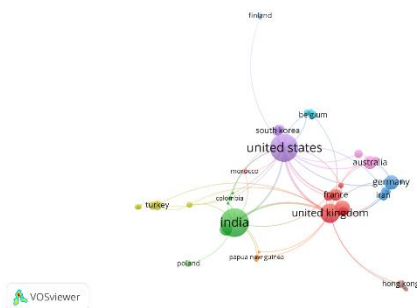 finland
belgium
south korea
united states
australia
morocco
germany
france
iran
colombia
turkey
united kingdom
india
papua new guinea
poland
hong kong
VOSviewer